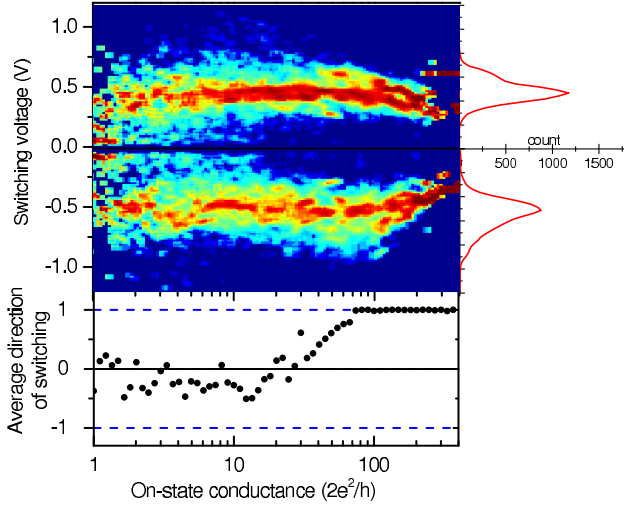 Switching voltage (V)
1.0
0.5
0.0
-0.5
-1.0
count
500
1000
1500
Average direction
of switching
1
0
-1
1
10
100
On-state conductance (2e²/h)